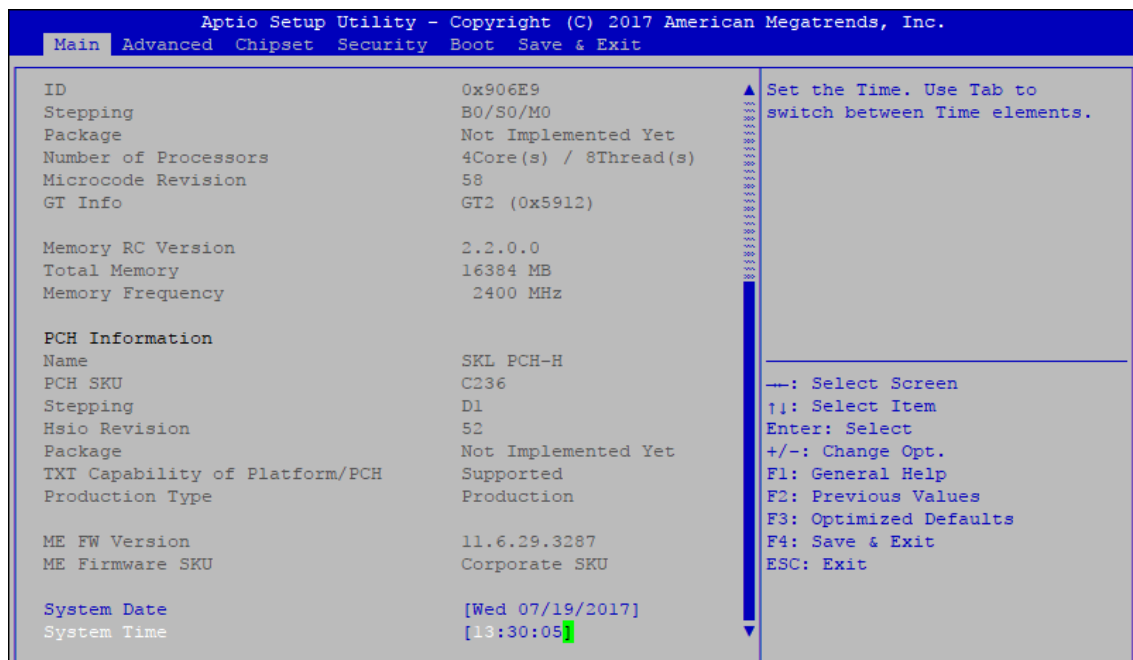 Aptio Setup Utility - Copyright (C) 2017 American Megatrends, Inc.
Main Advanced Chipset Security Boot Save & Exit
ID 0x906E9
Stepping B0/S0/M0
Package Not Implemented Yet
Number of Processors 4Core(s) / 8Thread(s)
Microcode Revision 58
GT Info GT2 (0x5912)
Memory RC Version 2.2.0.0
Total Memory 16384 MB
Memory Frequency 2400 MHz
PCH Information
Name SKL PCH-H
PCH SKU C236
Stepping D1
Hsio Revision 52
Package Not Implemented Yet
TXT Capability of Platform/PCH Supported
Production Type Production
ME FW Version 11.6.29.3287
ME Firmware SKU Corporate SKU
System Date [Wed 07/19/2017]
System Time [13:30:05]
Set the Time. Use Tab to
switch between Time elements.
→←: Select Screen
↑↓: Select Item
Enter: Select
+/-: Change Opt.
F1: General Help
F2: Previous Values
F3: Optimized Defaults
F4: Save & Exit
ESC: Exit